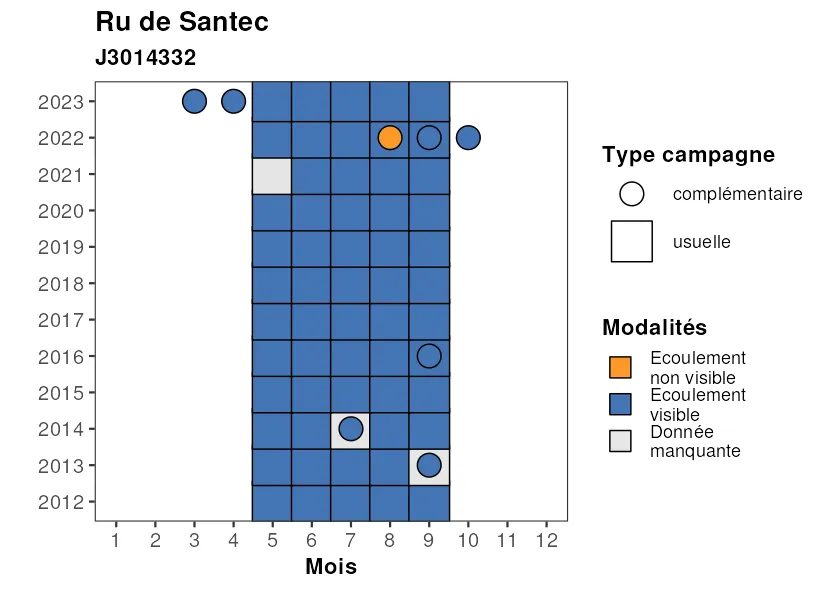 Ru de Santec
J3014332
2023
2022
2021
2020
2019
2018
2017
2016
2015
2014
2013
2012
1 2 3 4 5 6 7 8 9 10 11 12
Mois
Type campagne
complémentaire
usuelle
Modalités
Ecoulement
non visible
Ecoulement
visible
Donnée
manquante